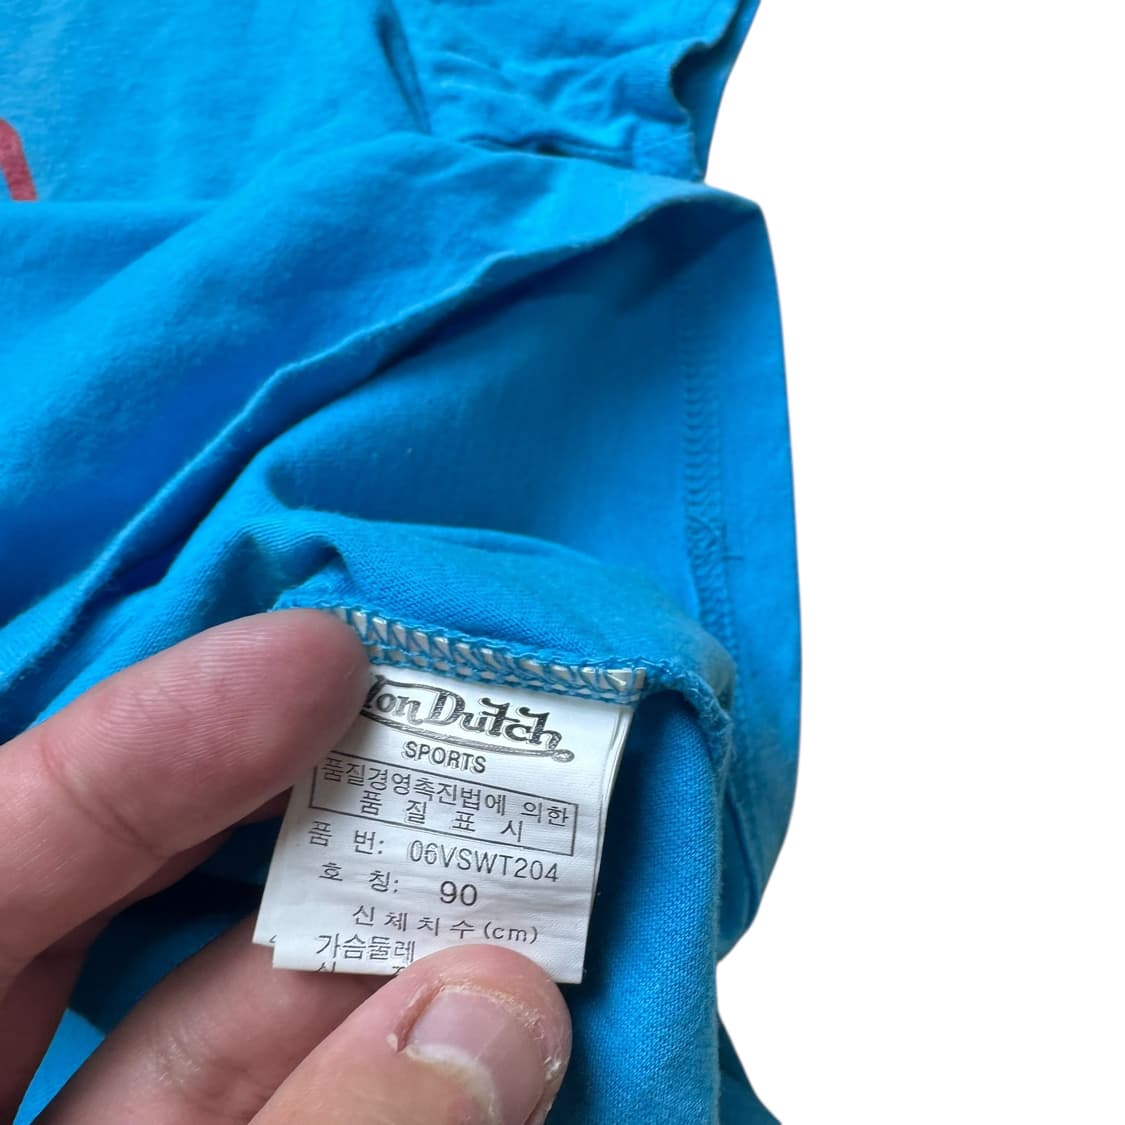 Von Dutch
SPORTS
품질경영촉진법에 의한
품 질 표 시
품 번: 06VSWT204
호 칭: 90
신체치수(cm)
가슴둘레